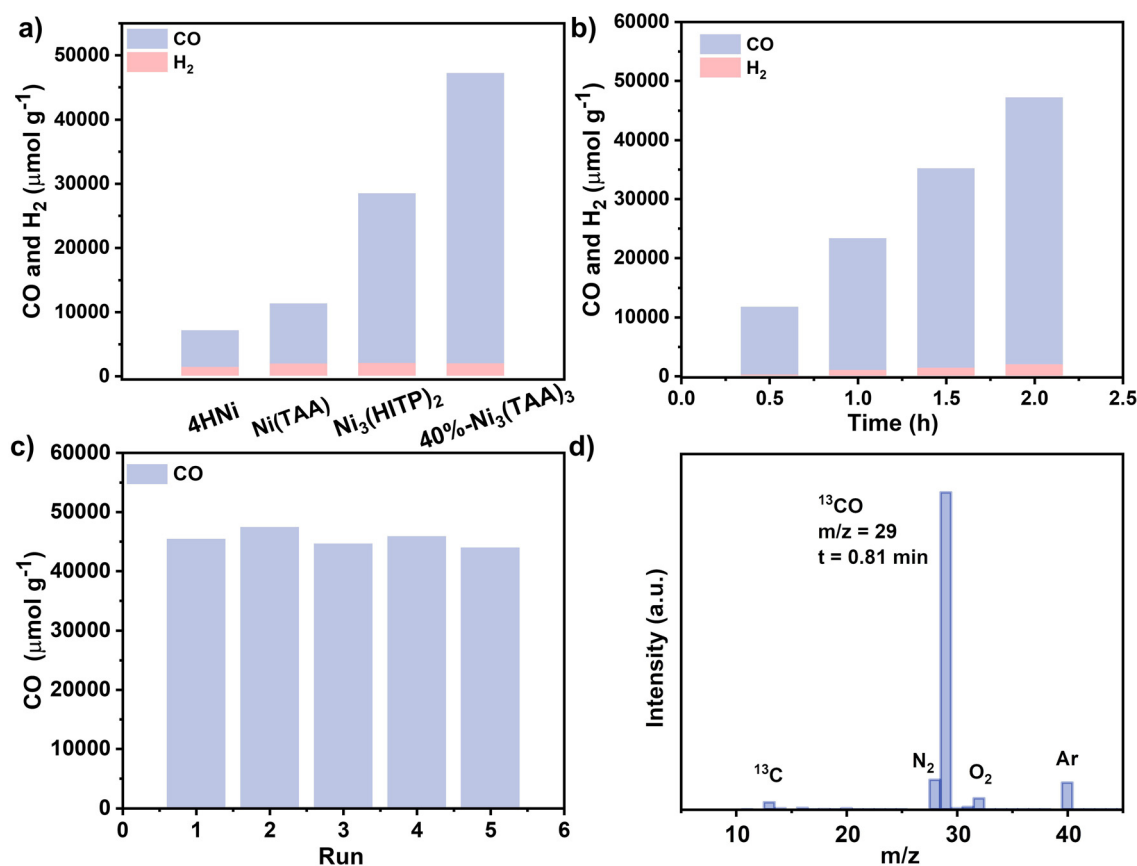 a)
CO
H₂
CO and H₂ (μmol g⁻¹)
50000
40000
30000
20000
10000
0
4HNi
Ni(TAA)
Ni₃(HITP)₂
40%-Ni₃(TAA)₃
b)
CO
H₂
CO and H₂ (μmol g⁻¹)
60000
50000
40000
30000
20000
10000
0
0.0 0.5 1.0 1.5 2.0 2.5
Time (h)
c)
CO
CO (μmol g⁻¹)
60000
50000
40000
30000
20000
10000
0
0 1 2 3 4 5 6
Run
d)
¹³CO
m/z = 29
t = 0.81 min
Intensity (a.u.)
¹³C
N₂
O₂
Ar
10 20 30 40
m/z